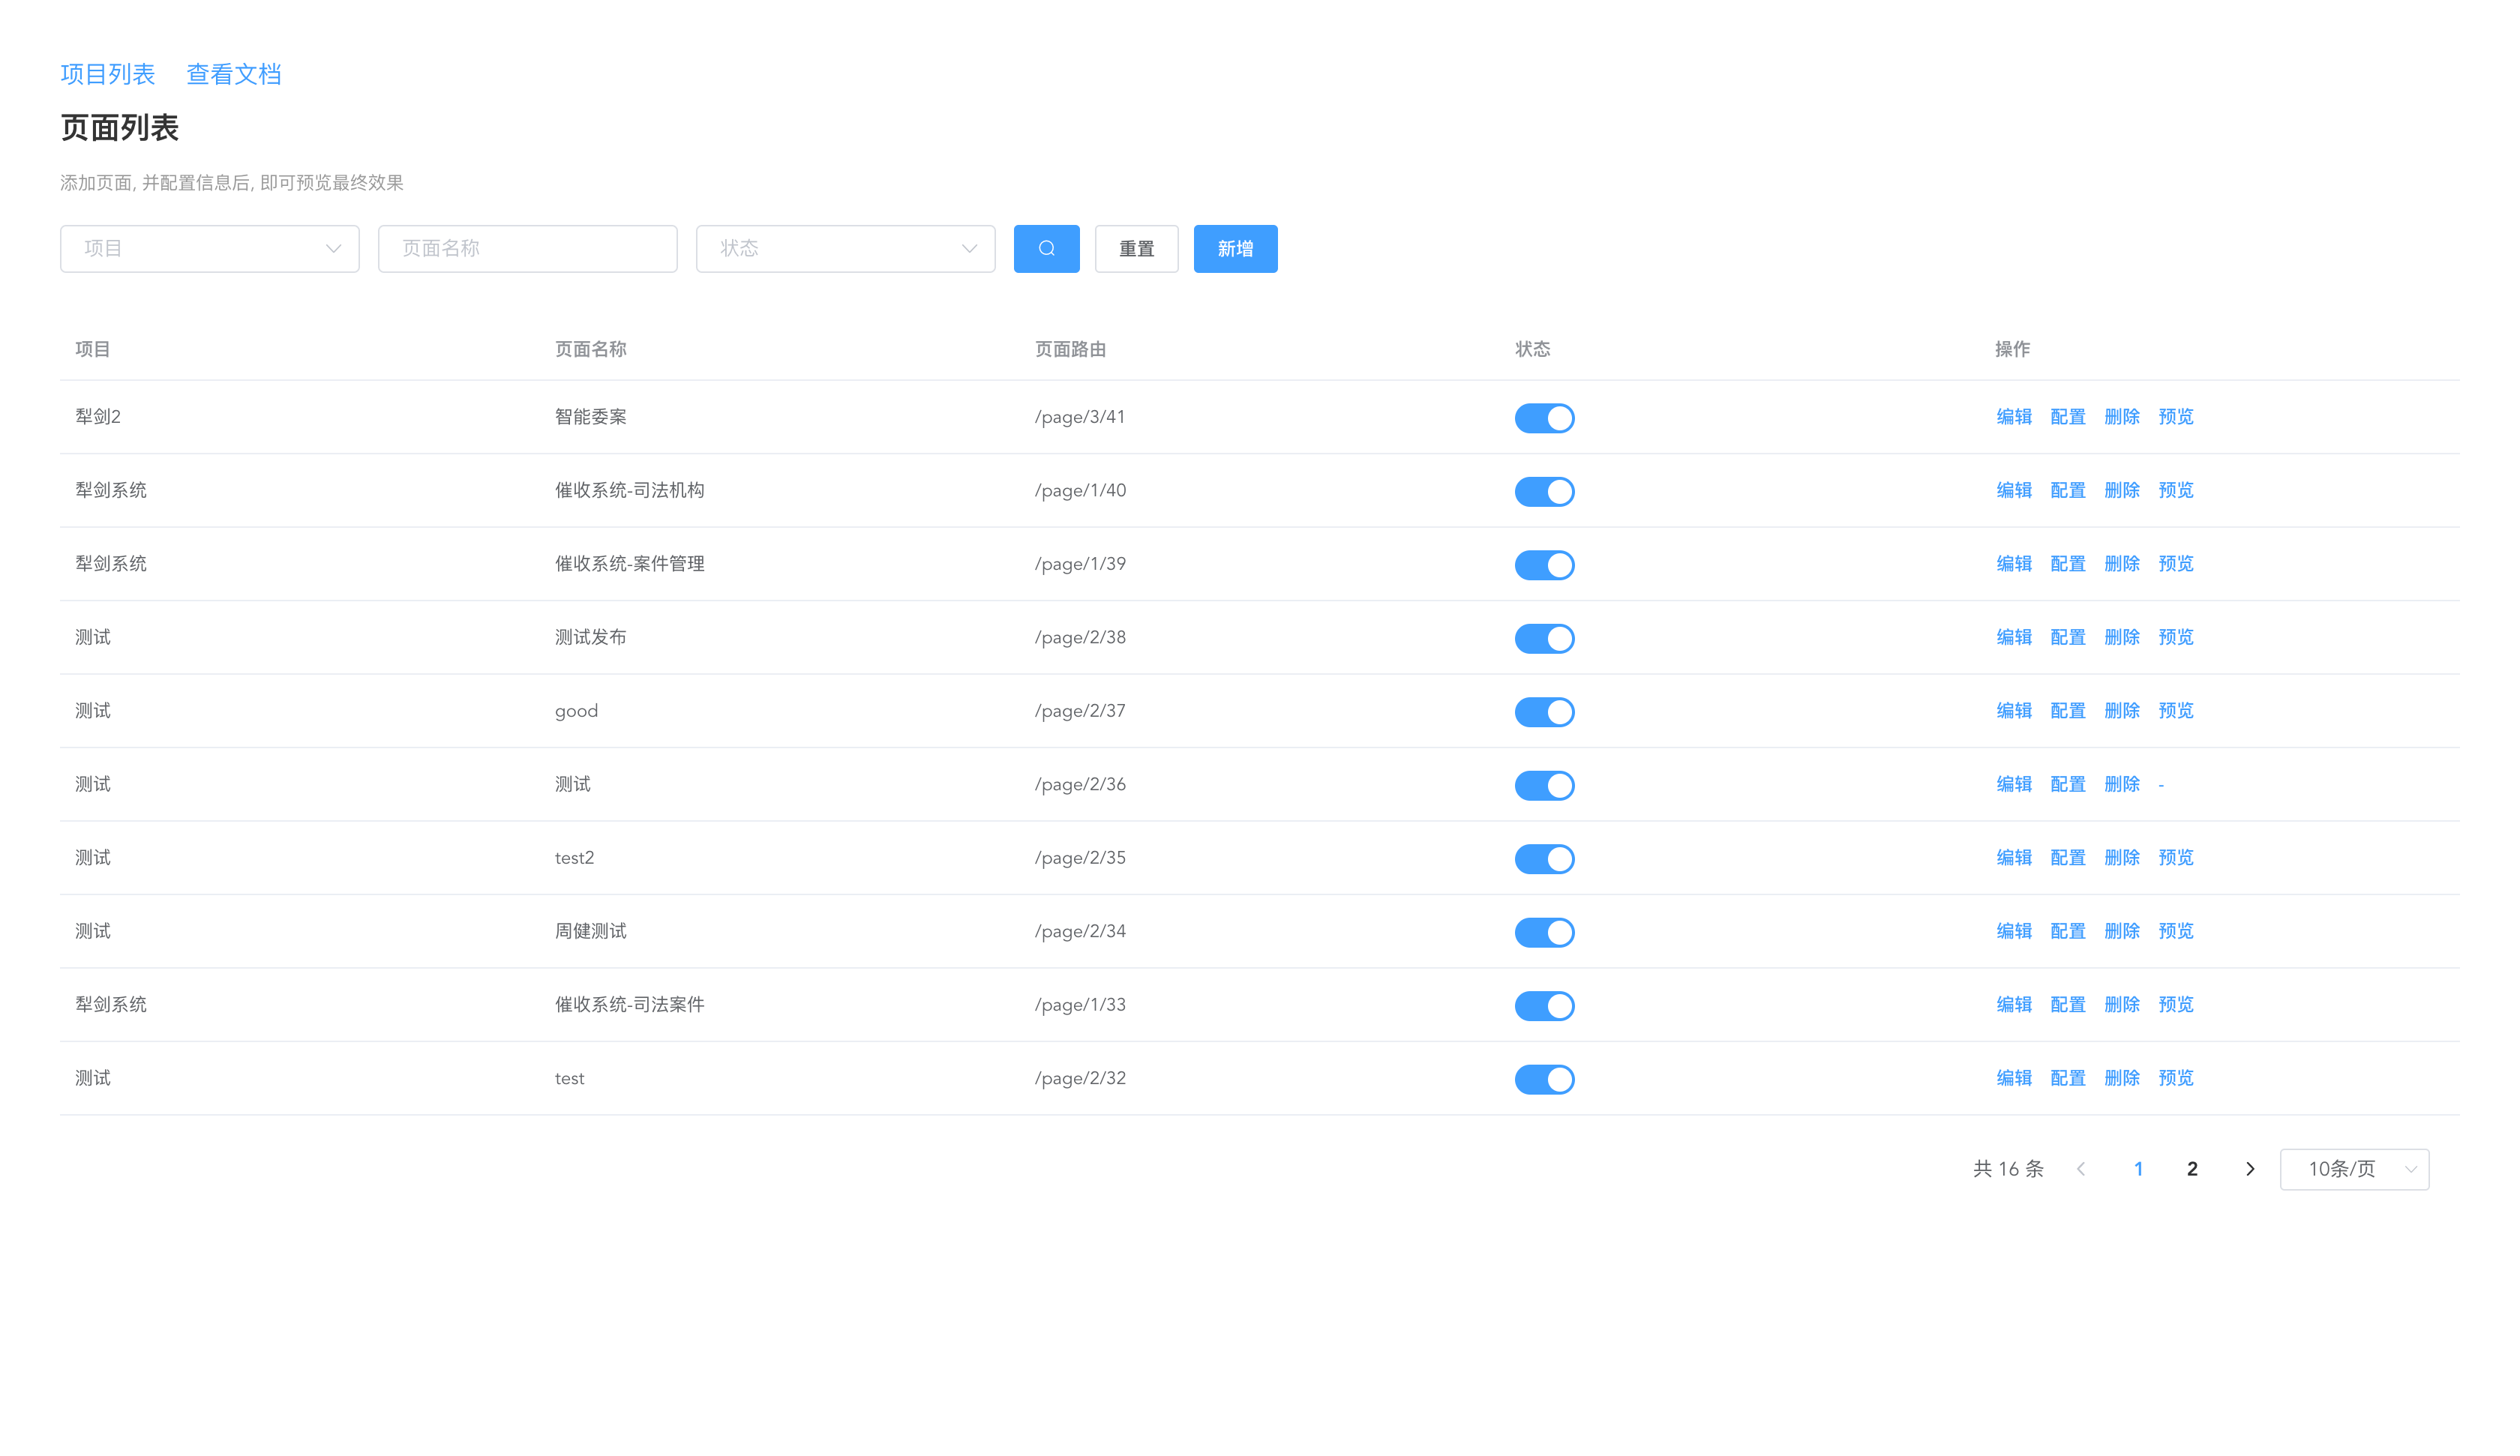 项目列表 查看文档
页面列表
添加页面, 并配置信息后, 即可预览最终效果
项目 页面名称 状态 重置 新增
项目 页面名称 页面路由 状态 操作
犁剑2 智能委案 /page/3/41 编辑 配置 删除 预览
犁剑系统 催收系统-司法机构 /page/1/40 编辑 配置 删除 预览
犁剑系统 催收系统-案件管理 /page/1/39 编辑 配置 删除 预览
测试 测试发布 /page/2/38 编辑 配置 删除 预览
测试 good /page/2/37 编辑 配置 删除 预览
测试 测试 /page/2/36 编辑 配置 删除 -
测试 test2 /page/2/35 编辑 配置 删除 预览
测试 周健测试 /page/2/34 编辑 配置 删除 预览
犁剑系统 催收系统-司法案件 /page/1/33 编辑 配置 删除 预览
测试 test /page/2/32 编辑 配置 删除 预览
共 16 条 1 2 10条/页